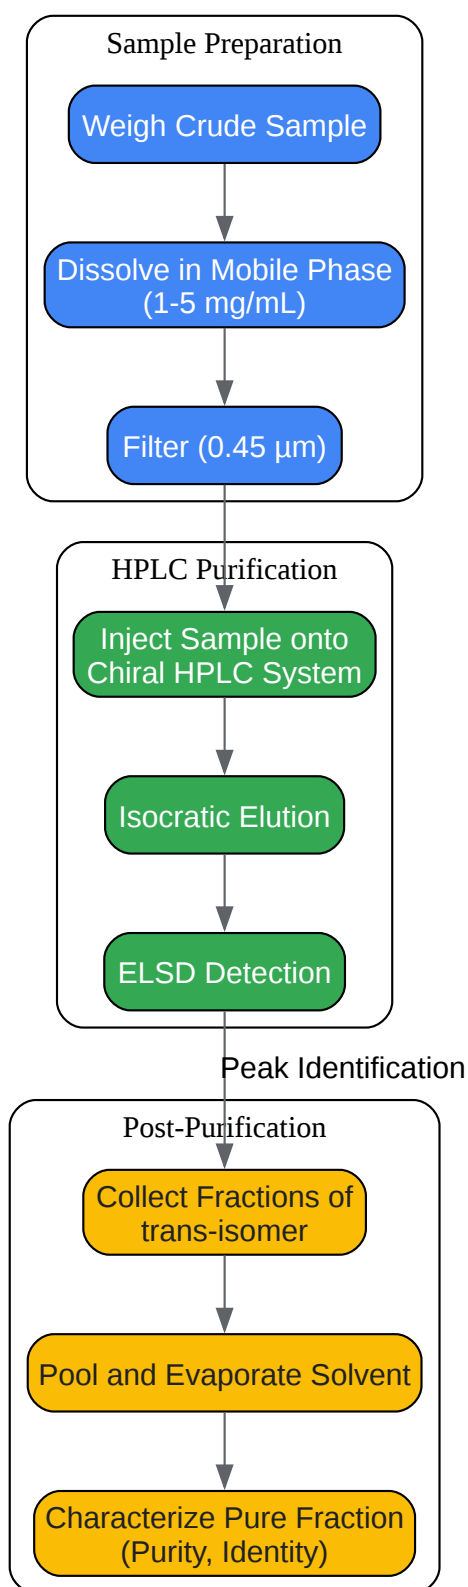 Sample Preparation
Weigh Crude Sample
Dissolve in Mobile Phase
(1-5 mg/mL)
Filter (0.45 µm)
HPLC Purification
Inject Sample onto
Chiral HPLC System
Isocratic Elution
ELSD Detection
Peak Identification
Post-Purification
Collect Fractions of
trans-isomer
Pool and Evaporate Solvent
Characterize Pure Fraction
(Purity, Identity)